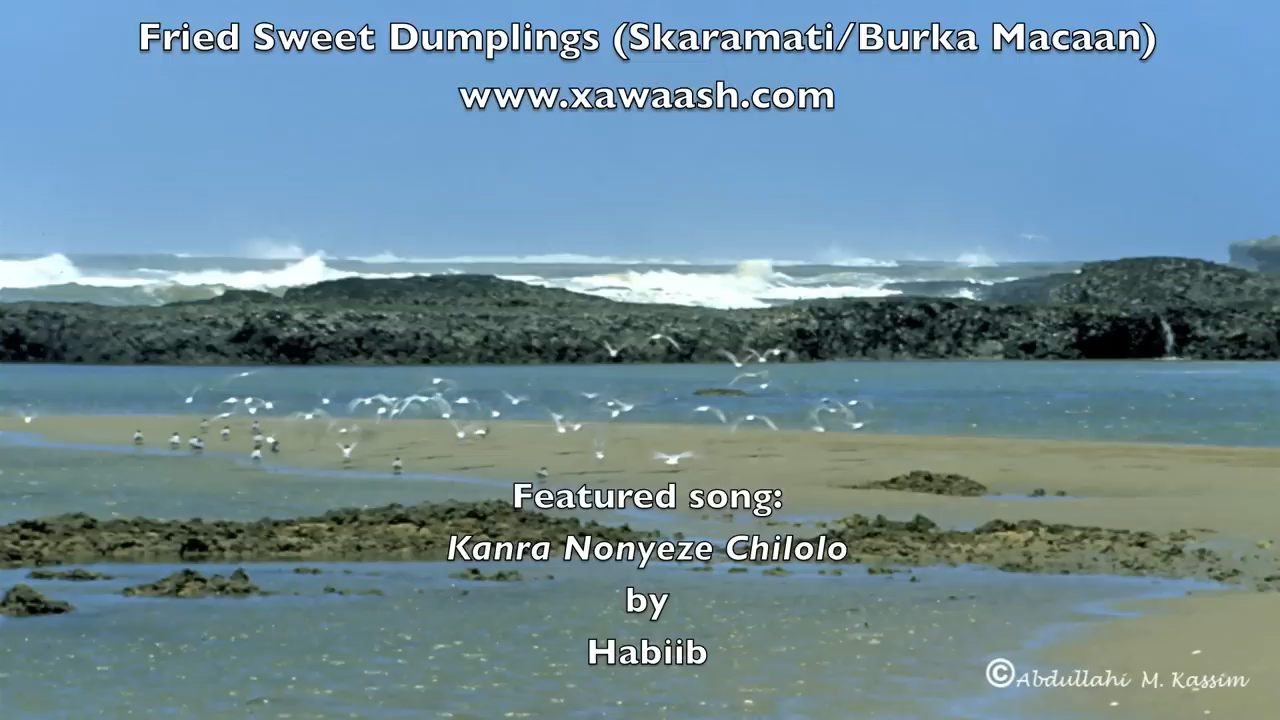 Fried Sweet Dumplings (Skaramati/Burka Macaan)
www.xawaash.com
Featured song:
Kanra Nonyeze Chilolo
by
Habiib
©Abdullahi M. Kassim